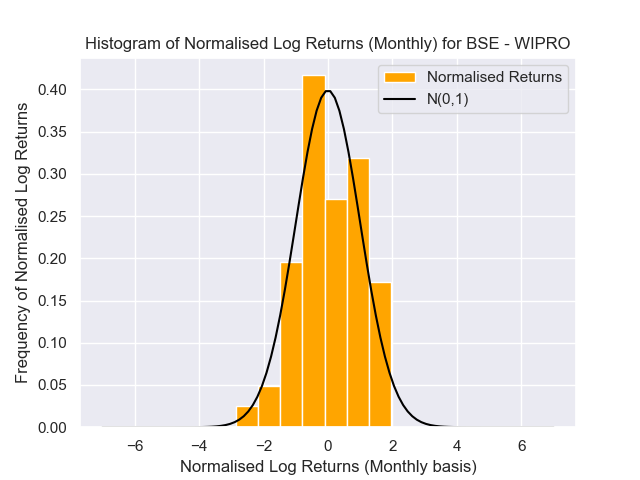 Histogram of Normalised Log Returns (Monthly) for BSE - WIPRO
Normalised Returns
N(0,1)
Frequency of Normalised Log Returns
0.40
0.35
0.30
0.25
0.20
0.15
0.10
0.05
0.00
−6 −4 −2 0 2 4 6
Normalised Log Returns (Monthly basis)